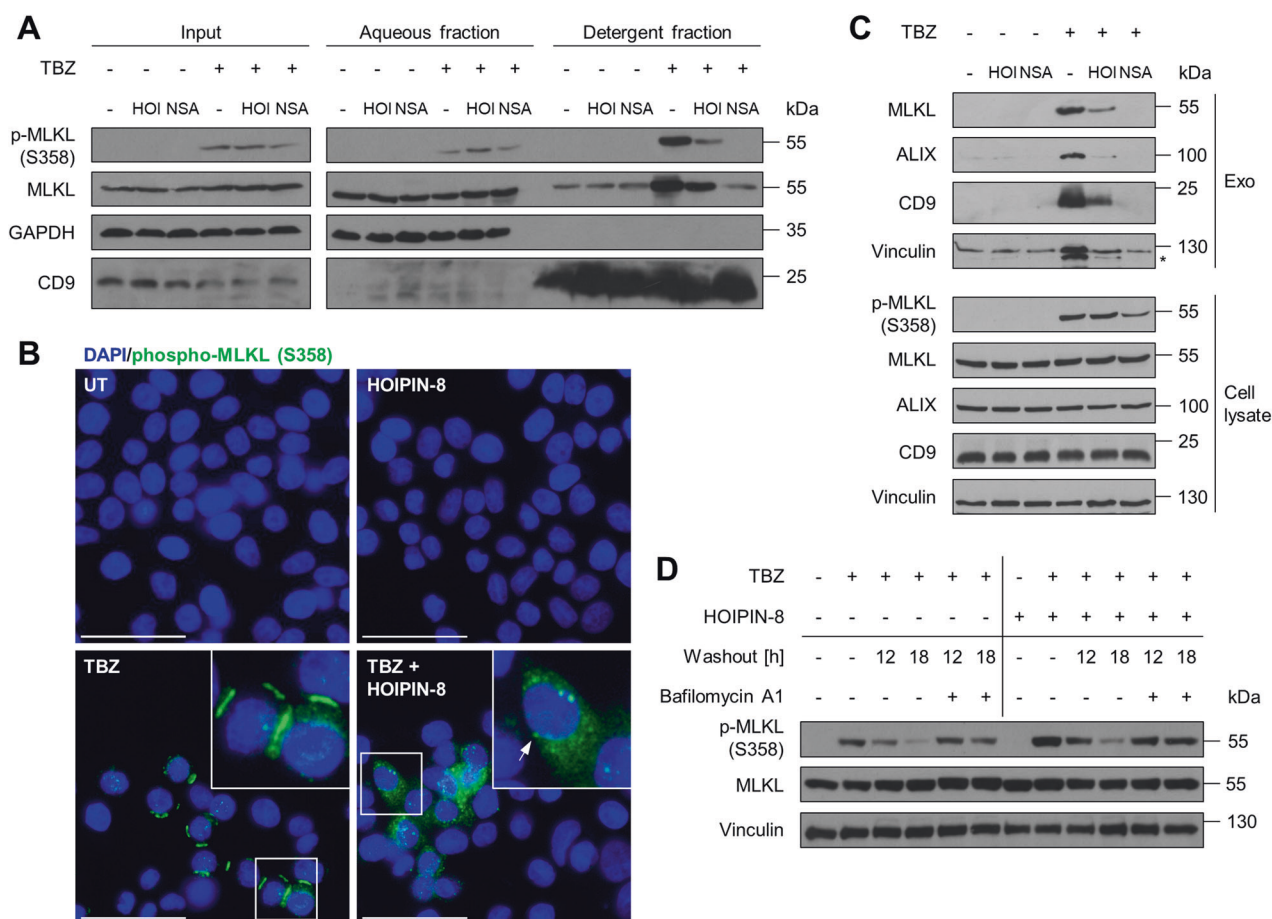 A
Input Aqueous fraction Detergent fraction
TBZ - - - + + + - - - + + + - - - + + +
- HOI NSA - HOI NSA - HOI NSA - HOI NSA - HOI NSA - HOI NSA kDa
p-MLKL
(S358)
55
MLKL 55
GAPDH 35
CD9 25
B
DAPI/phospho-MLKL (S358)
UT
HOIPIN-8
TBZ
TBZ +
HOIPIN-8
C
TBZ - - - + + +
- HOI NSA - HOI NSA kDa
MLKL 55
ALIX 100
CD9 25
Vinculin 130
*
Exo
p-MLKL
(S358)
55
MLKL 55
ALIX 100
CD9 25
Vinculin 130
Cell
lysate
D
TBZ - + + + + + - + + + + +
HOIPIN-8 - - - - - - + + + + + +
Washout [h] - - 12 18 12 18 - - 12 18 12 18
Bafilomycin A1 - - - - + + - - - - + + kDa
p-MLKL
(S358)
55
MLKL 55
Vinculin 130